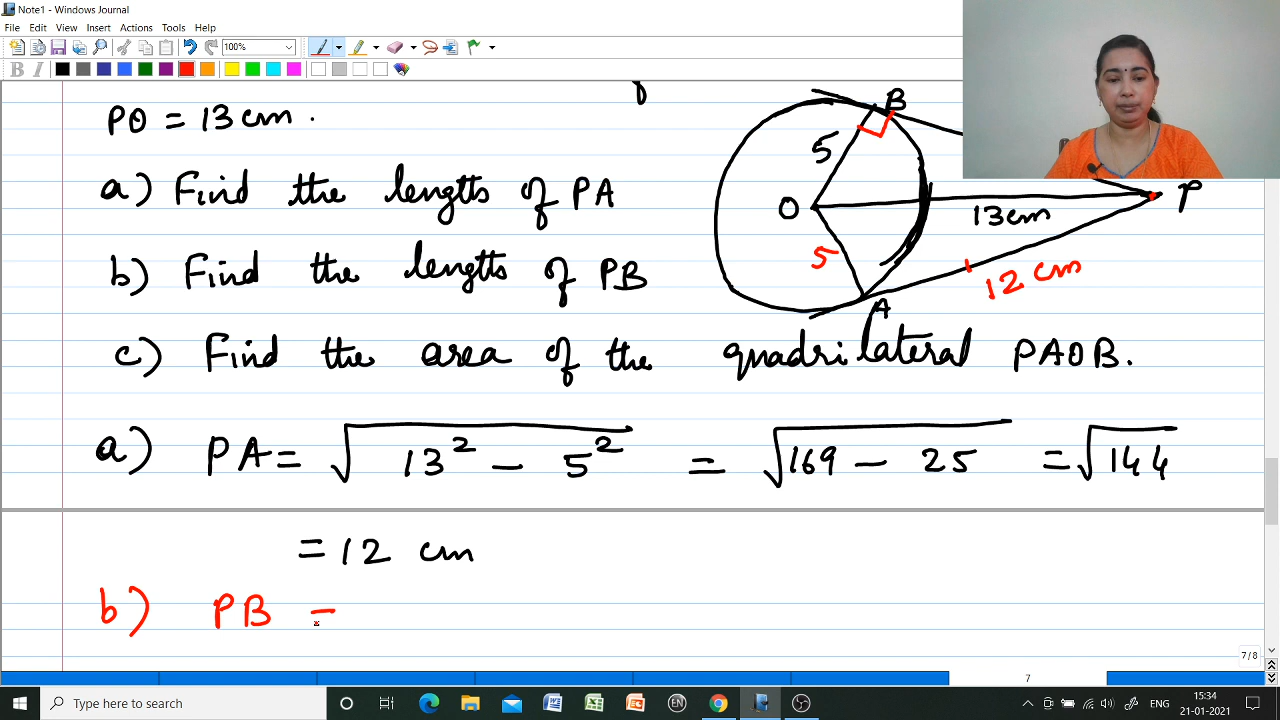 Note1 - Windows Journal
File Edit View Insert Actions Tools Help
100%
B I
PO = 13 cm.
a) Find the lengths of PA
b) Find the lengths of PB
c) Find the area of the quadrilateral PAOB.
B
5
O
P
13cm
5
12 cm
A
a) PA = √13² - 5² = √169 - 25 = √144
= 12 cm
b) PB =
7/8
7
Type here to search
EN
ENG
15:34
21-01-2021